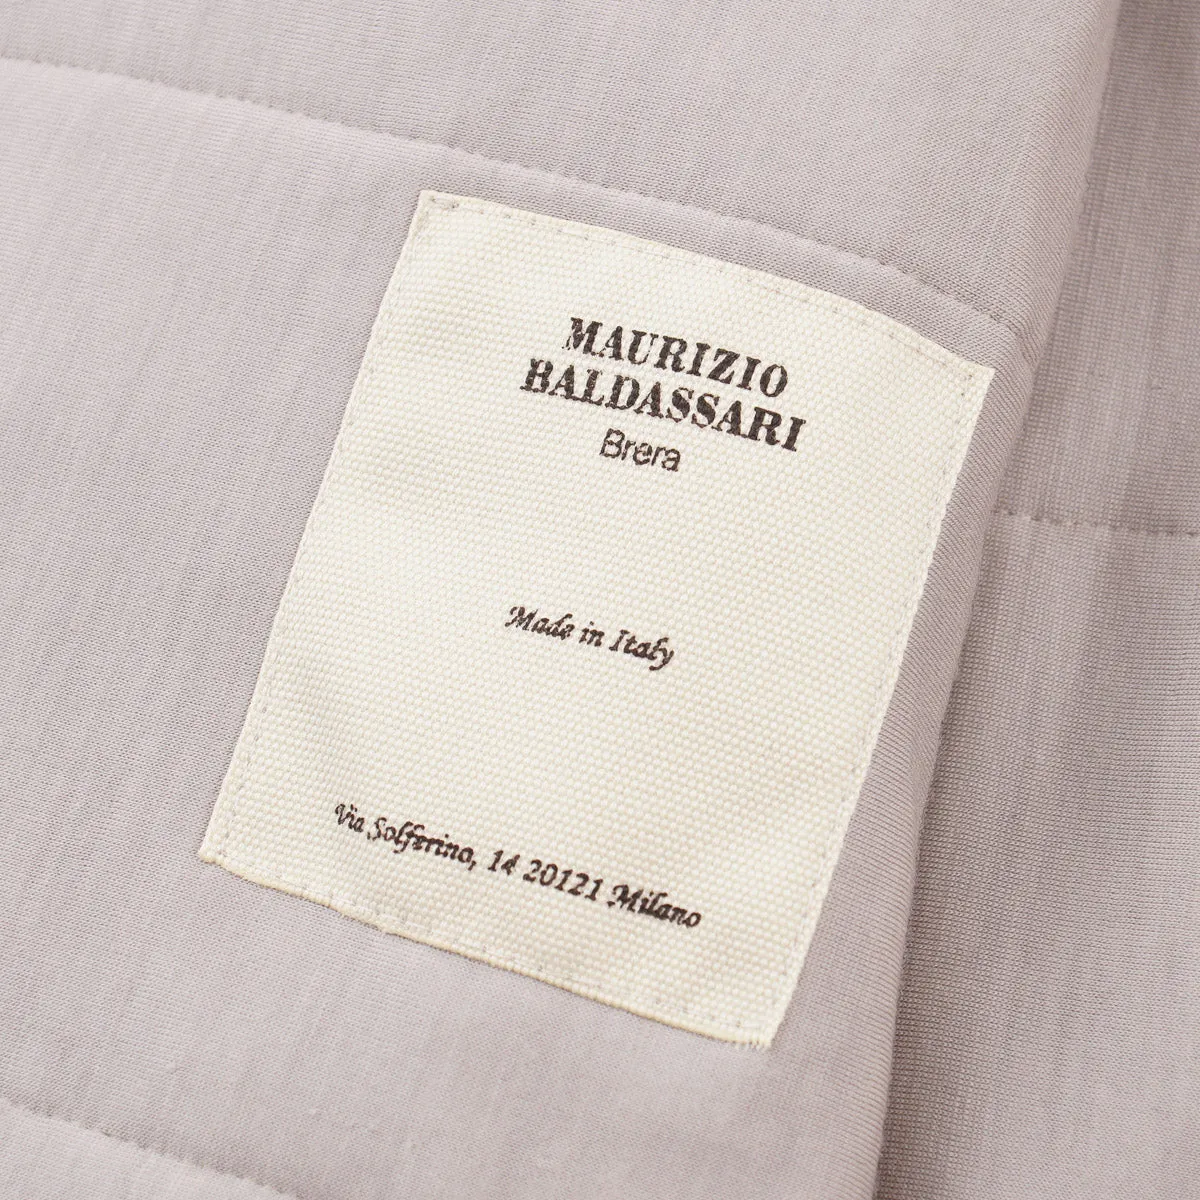 MAURIZIO
BALDASSARI
Brera
Made in Italy
Via Solferino, 14 20121 Milano